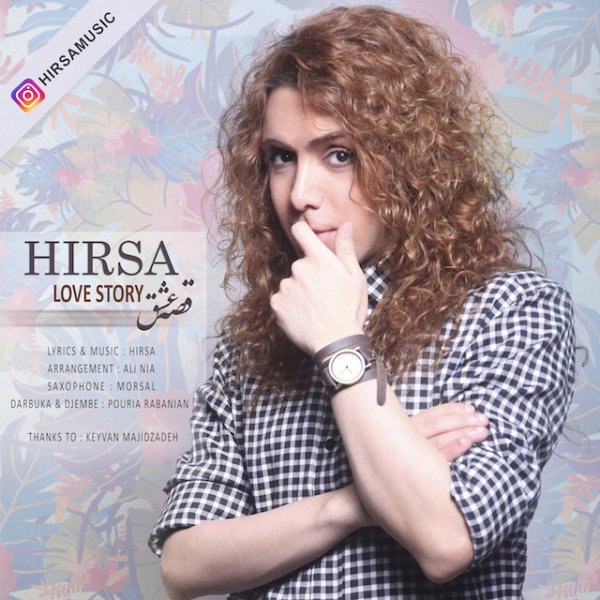 HIRSAMUSIC
HIRSA
LOVE STORY قصه عشق
LYRICS & MUSIC : HIRSA
ARRANGEMENT : ALI NIA
SAXOPHONE : MORSAL
DARBUKA & DJEMBE : POURIA RABANIAN
THANKS TO : KEYVAN MAJIDZADEH